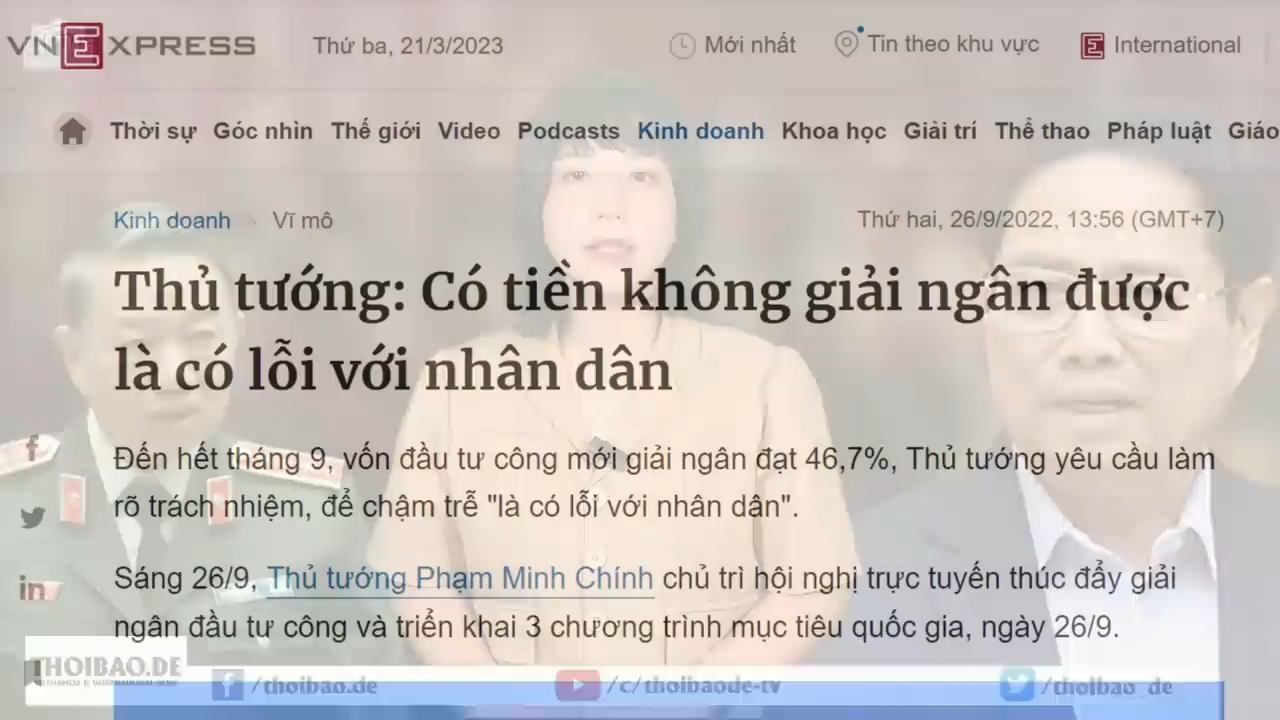 VNEXPRESS Thứ ba, 21/3/2023 Mới nhất Tin theo khu vực International
Thời sự Góc nhìn Thế giới Video Podcasts Kinh doanh Khoa học Giải trí Thể thao Pháp luật Giáo
Kinh doanh Vĩ mô Thứ hai, 26/9/2022, 13:56 (GMT+7)
Thủ tướng: Có tiền không giải ngân được
là có lỗi với nhân dân
Đến hết tháng 9, vốn đầu tư công mới giải ngân đạt 46,7%, Thủ tướng yêu cầu làm
rõ trách nhiệm, để chậm trễ "là có lỗi với nhân dân".
Sáng 26/9, Thủ tướng Phạm Minh Chính chủ trì hội nghị trực tuyến thúc đẩy giải
ngân đầu tư công và triển khai 3 chương trình mục tiêu quốc gia, ngày 26/9.
THOIBAO.DE
/thoibao.de /c/thoibaode-tv /thoibao_de